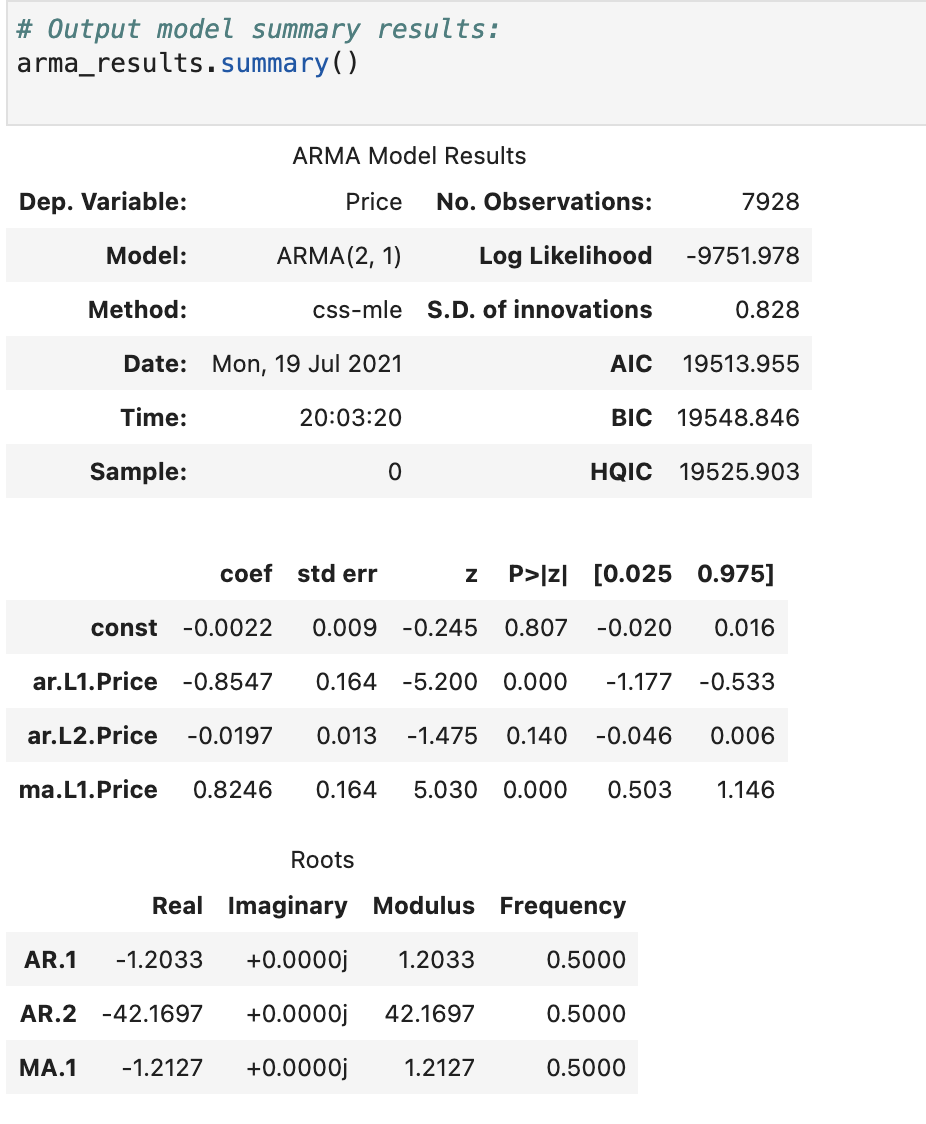 # Output model summary results:
arma_results.summary()
ARMA Model Results
Dep. Variable: Price No. Observations: 7928
Model: ARMA(2, 1) Log Likelihood -9751.978
Method: css-mle S.D. of innovations 0.828
Date: Mon, 19 Jul 2021 AIC 19513.955
Time: 20:03:20 BIC 19548.846
Sample: 0 HQIC 19525.903
coef std err z P>|z| [0.025 0.975]
const -0.0022 0.009 -0.245 0.807 -0.020 0.016
ar.L1.Price -0.8547 0.164 -5.200 0.000 -1.177 -0.533
ar.L2.Price -0.0197 0.013 -1.475 0.140 -0.046 0.006
ma.L1.Price 0.8246 0.164 5.030 0.000 0.503 1.146
Roots
Real Imaginary Modulus Frequency
AR.1 -1.2033 +0.0000j 1.2033 0.5000
AR.2 -42.1697 +0.0000j 42.1697 0.5000
MA.1 -1.2127 +0.0000j 1.2127 0.5000